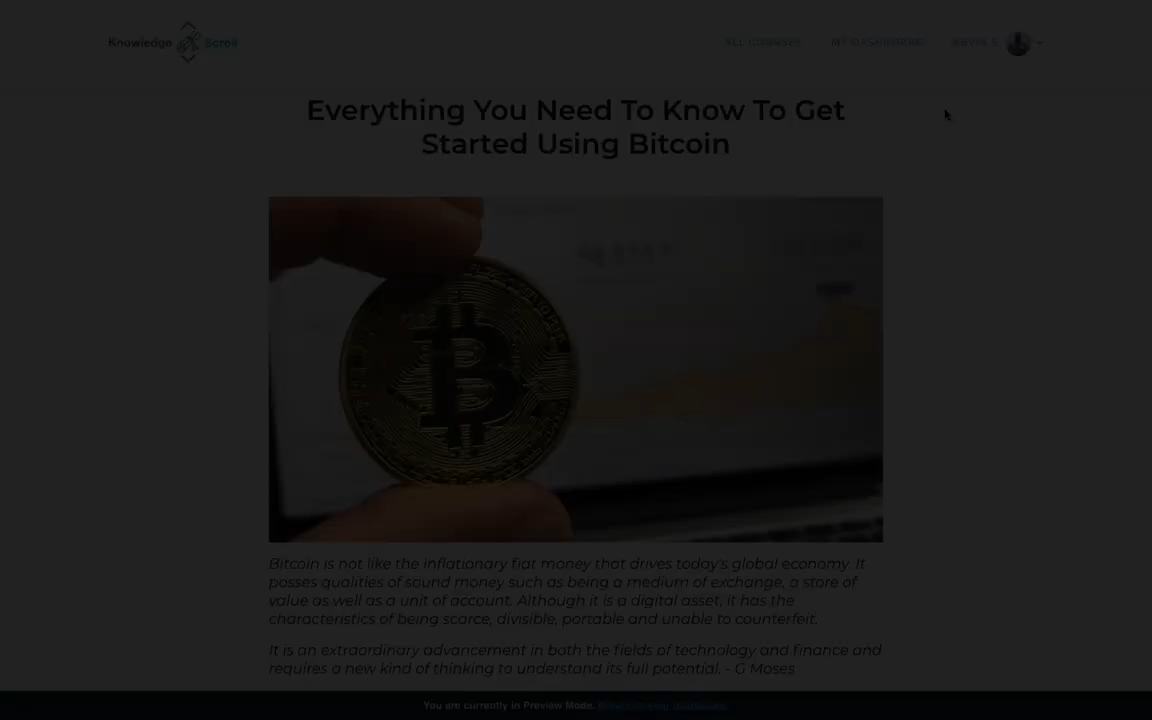 Knowledge Scroll
ALL COURSES MY DASHBOARD KEVIN S
Everything You Need To Know To Get
Started Using Bitcoin
Bitcoin is not like the inflationary fiat money that drives today's global economy. It
posses qualities of sound money such as being a medium of exchange, a store of
value as well as a unit of account. Although it is a digital asset, it has the
characteristics of being scarce, divisible, portable and unable to counterfeit.
It is an extraordinary advancement in both the fields of technology and finance and
requires a new kind of thinking to understand its full potential. - G Moses
You are currently in Preview Mode.